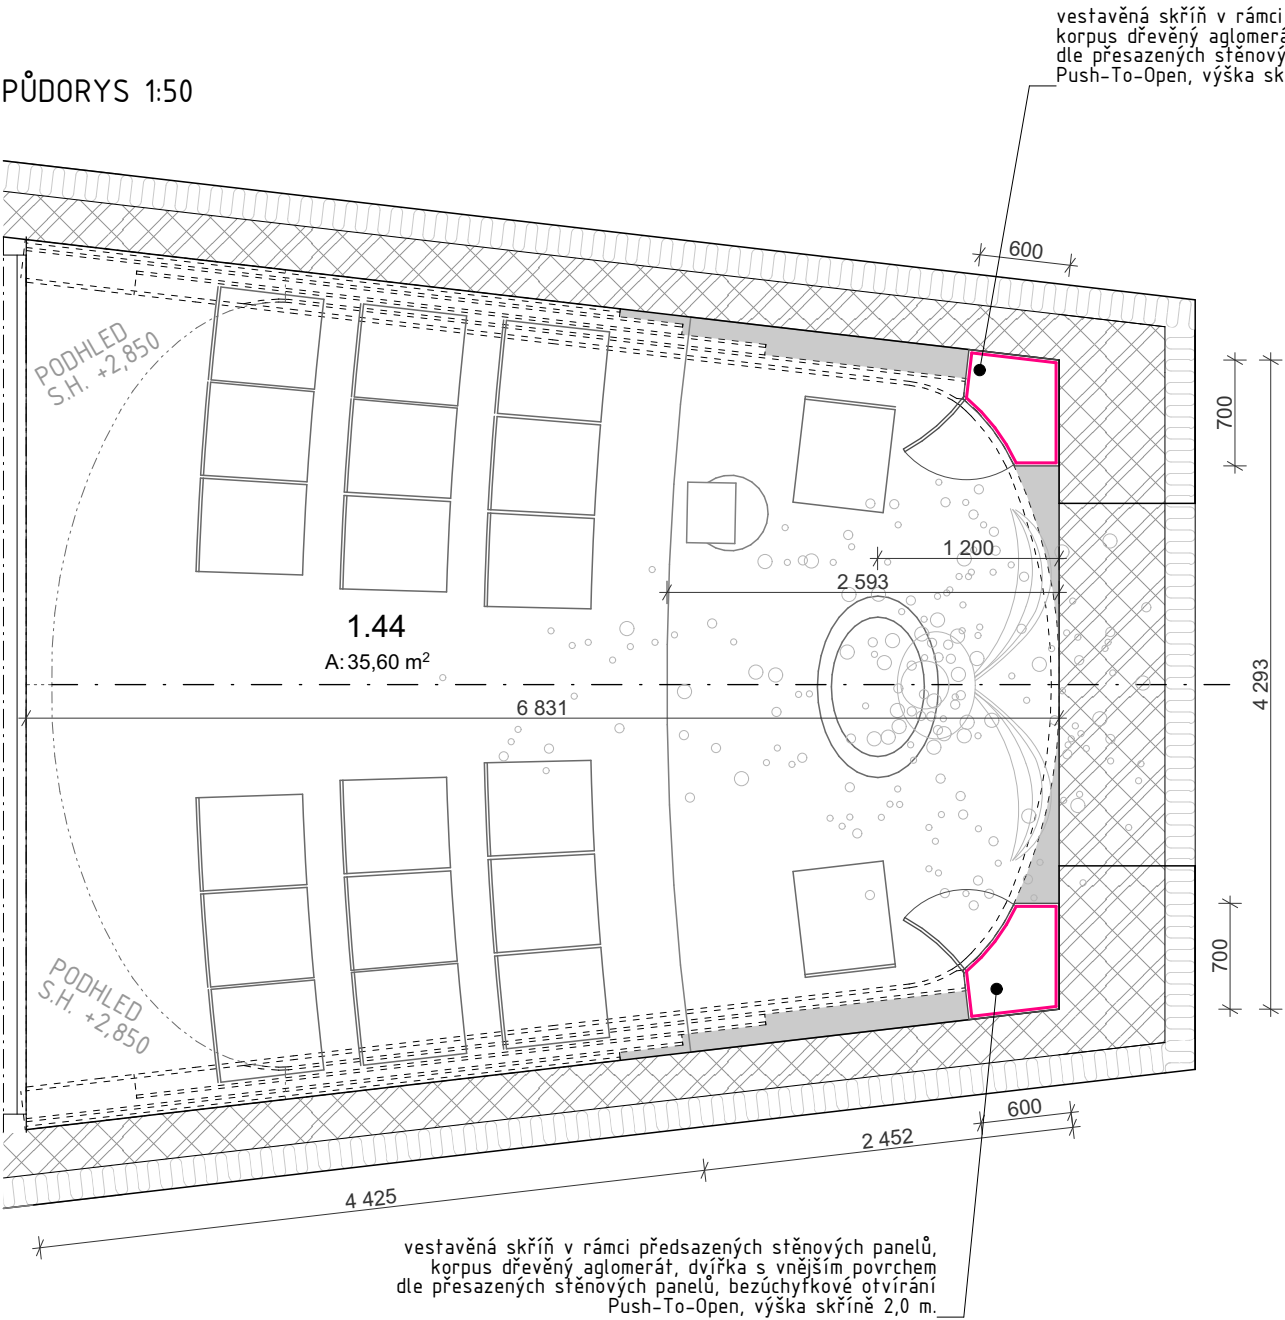 vestavěná skříň v rámci
korpus dřevěný aglomerá
dle přesazených stěnový
Push-To-Open, výška sk
PŮDORYS 1:50
600
PODHLED
S.H. +2,850
700
1 200
2 593
1.44
A: 35,60 m²
6 831
4 293
PODHLED
S.H. +2,850
700
600
2 452
4 425
vestavěná skříň v rámci předsazených stěnových panelů,
korpus dřevěný aglomerát, dvířka s vnějším povrchem
dle přesazených stěnových panelů, bezúchytkové otvírání
Push-To-Open, výška skříně 2,0 m.